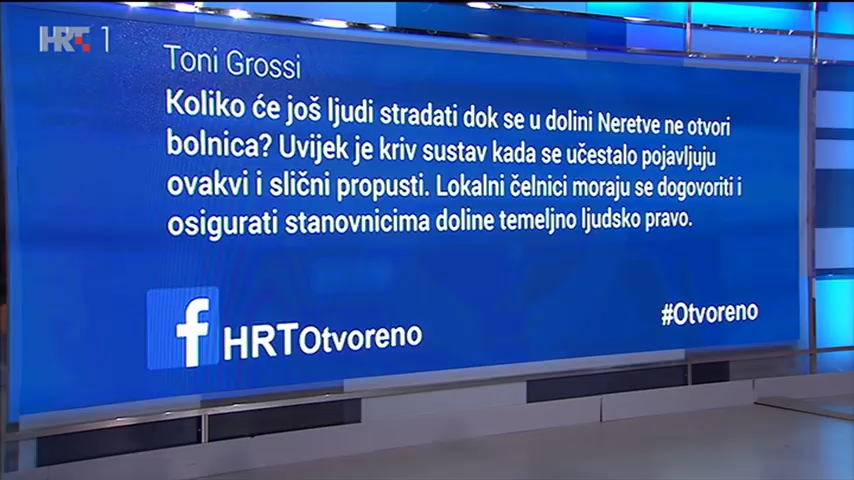 HRT 1
Toni Grossi
Koliko će još ljudi stradati dok se u dolini Neretve ne otvori
bolnica? Uvijek je kriv sustav kada se učestalo pojavljuju
ovakvi i slični propusti. Lokalni čelnici moraju se dogovoriti i
osigurati stanovnicima doline temeljno ljudsko pravo.
f HRTOtvoreno
#Otvoreno